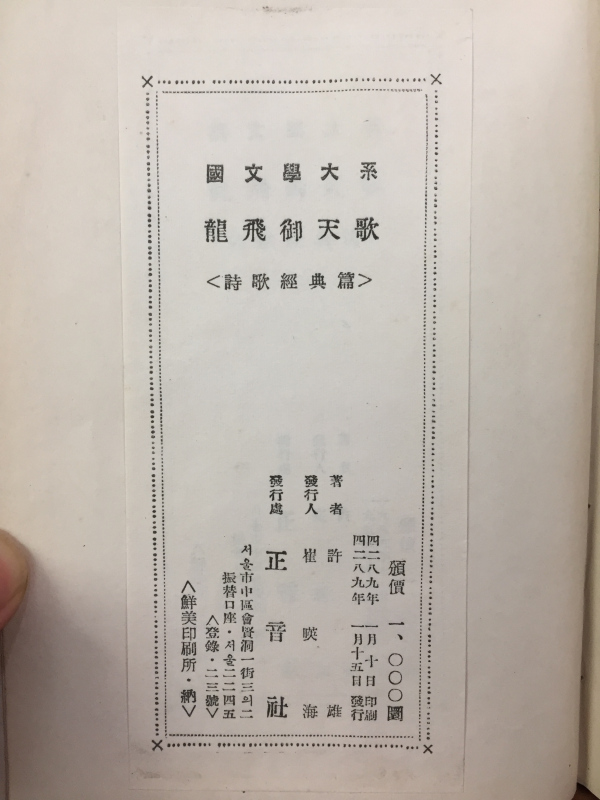 國文學大系
龍飛御天歌
<詩歌經典篇>
頒價 一、〇〇〇圜
四二八九年 一月十日 印刷
四二八九年 一月十五日 發行
著者 許雄
發行人 崔暎海
發行處 正音社
서울市中區會賢洞一街三의二
振替口座·서울二二四五
<登錄·二三號>
<鮮美印刷所·納>